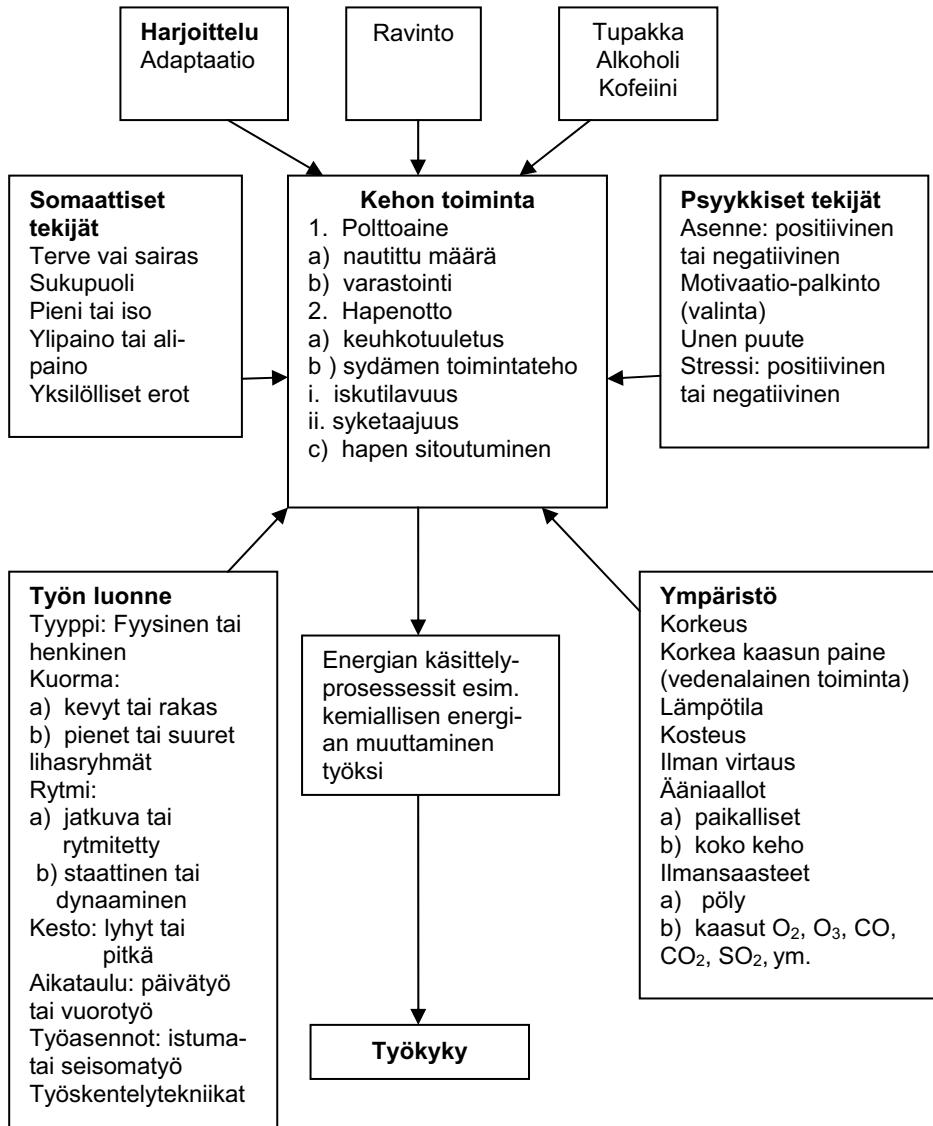 Harjoittelu
Adaptaatio
Ravinto
Tupakka
Alkoholi
Kofeiini
Somaattiset
tekijät
Terve vai sairas
Sukupuoli
Pieni tai iso
Ylipaino tai ali-
paino
Yksilölliset erot
Kehon toiminta
1. Polttoaine
a) nautittu määrä
b) varastointi
2. Hapenotto
a) keuhkotuuletus
b ) sydämen toimintateho
i. iskutilavuus
ii. syketaajuus
c) hapen sitoutuminen
Psyykkiset tekijät
Asenne: positiivinen
tai negatiivinen
Motivaatio-palkinto
(valinta)
Unen puute
Stressi: positiivinen
tai negatiivinen
Työn luonne
Tyyppi: Fyysinen tai
henkinen
Kuorma:
a) kevyt tai rakas
b) pienet tai suuret
lihasryhmät
Rytmi:
a) jatkuva tai
rytmitetty
b) staattinen tai
dynaaminen
Kesto: lyhyt tai
pitkä
Aikataulu: päivätyö
tai vuorotyö
Työasennot: istuma-
tai seisomatyö
Työskentelytekniikat
Energian käsittely-
prosessessit esim.
kemiallisen energi-
an muuttaminen
työksi
Ympäristö
Korkeus
Korkea kaasun paine
(vedenalainen toiminta)
Lämpötila
Kosteus
Ilman virtaus
Ääniaallot
a) paikalliset
b) koko keho
Ilmansaasteet
a) pöly
b) kaasut O₂, O₃, CO,
CO₂, SO₂, ym.
Työkyky